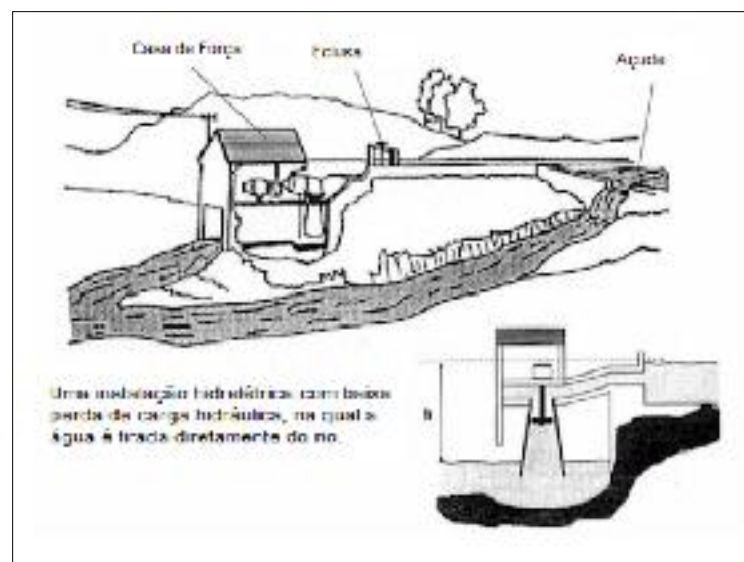 Casa de Força
Eclusa
Açude
Uma instalação hidrelétrica com baixa
perda de carga hidráulica, na qual a
água é tirada diretamente do rio.
h